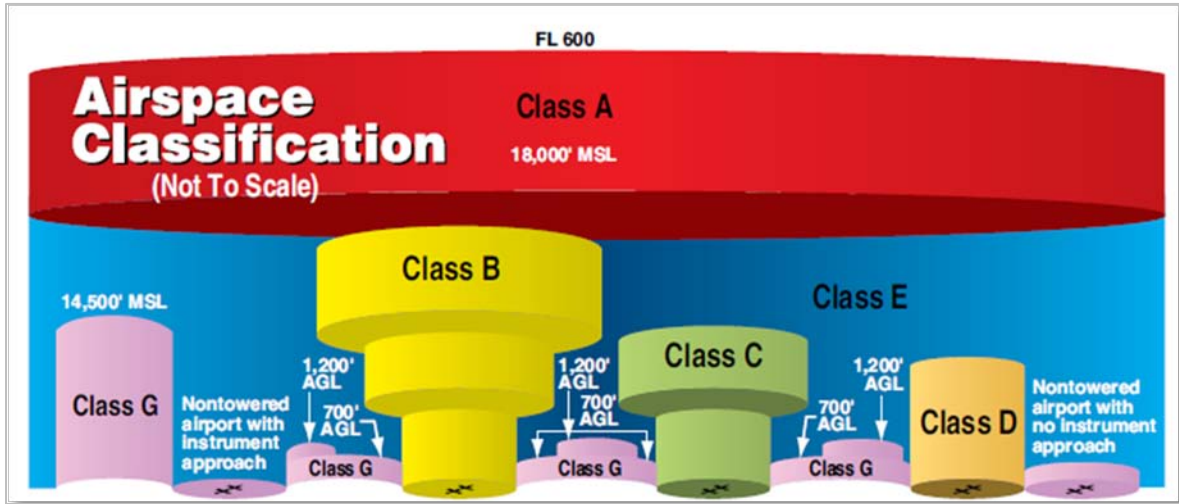 FL 600
Airspace
Classification
(Not To Scale)
Class A
18,000' MSL
Class B
Class E
14,500' MSL
Class G
Nontowered
airport with
instrument
approach
1,200'
AGL
700'
AGL
Class G
1,200'
AGL
700'
AGL
Class G
Class C
1,200'
AGL
700'
AGL
Class G
Class D
Nontowered
airport with
no instrument
approach